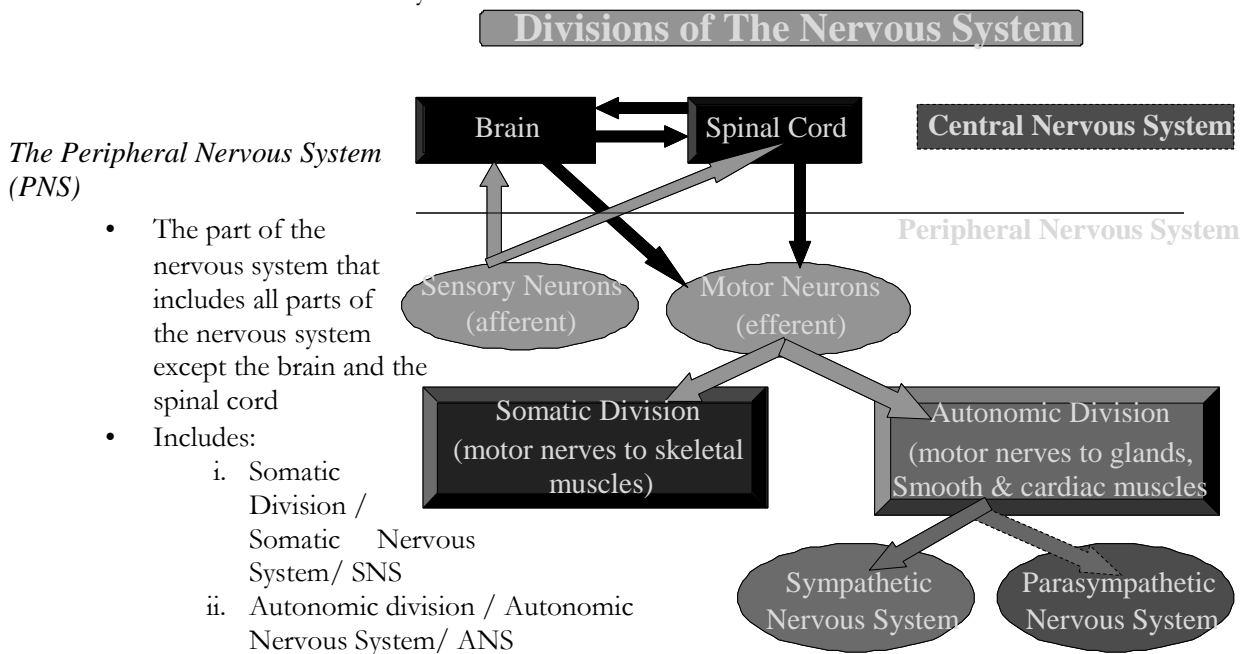 Divisions of The Nervous System
Brain
Spinal Cord
Central Nervous System
The Peripheral Nervous System
(PNS)
Peripheral Nervous System
• The part of the
nervous system that
includes all parts of
the nervous system
except the brain and the
spinal cord
• Includes:
i. Somatic
Division /
Somatic Nervous
System/ SNS
ii. Autonomic division / Autonomic
Nervous System/ ANS
Sensory Neurons
(afferent)
Motor Neurons
(efferent)
Somatic Division
(motor nerves to skeletal
muscles)
Autonomic Division
(motor nerves to glands,
Smooth & cardiac muscles
Sympathetic
Nervous System
Parasympathetic
Nervous System